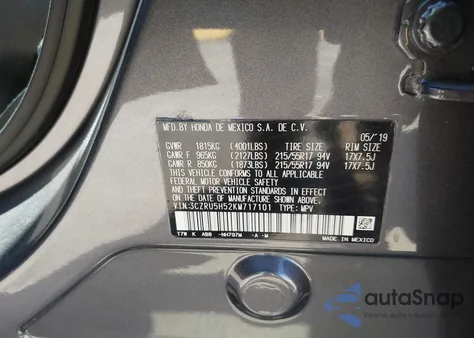 MFD.BY HONDA DE MEXICO S.A. DE C.V.
05/'19
GVWR 1815KG (4001LBS) TIRE SIZE RIM SIZE
GAWR F 965KG (2127LBS) 215/55R17 94V 17X7.5J
GAWR R 850KG (1873LBS) 215/55R17 94V 17X7.5J
THIS VEHICLE CONFORMS TO ALL APPLICABLE
FEDERAL MOTOR VEHICLE SAFETY AND THEFT
PREVENTION STANDARDS IN EFFECT ON THE DATE
OF MANUFACTURE SHOWN ABOVE.
V.I.N:3CZRU5H52KM717101 TYPE: MPV
T7W K ABB -NH797M -A -M
MADE IN
MEXICO
autoSnap